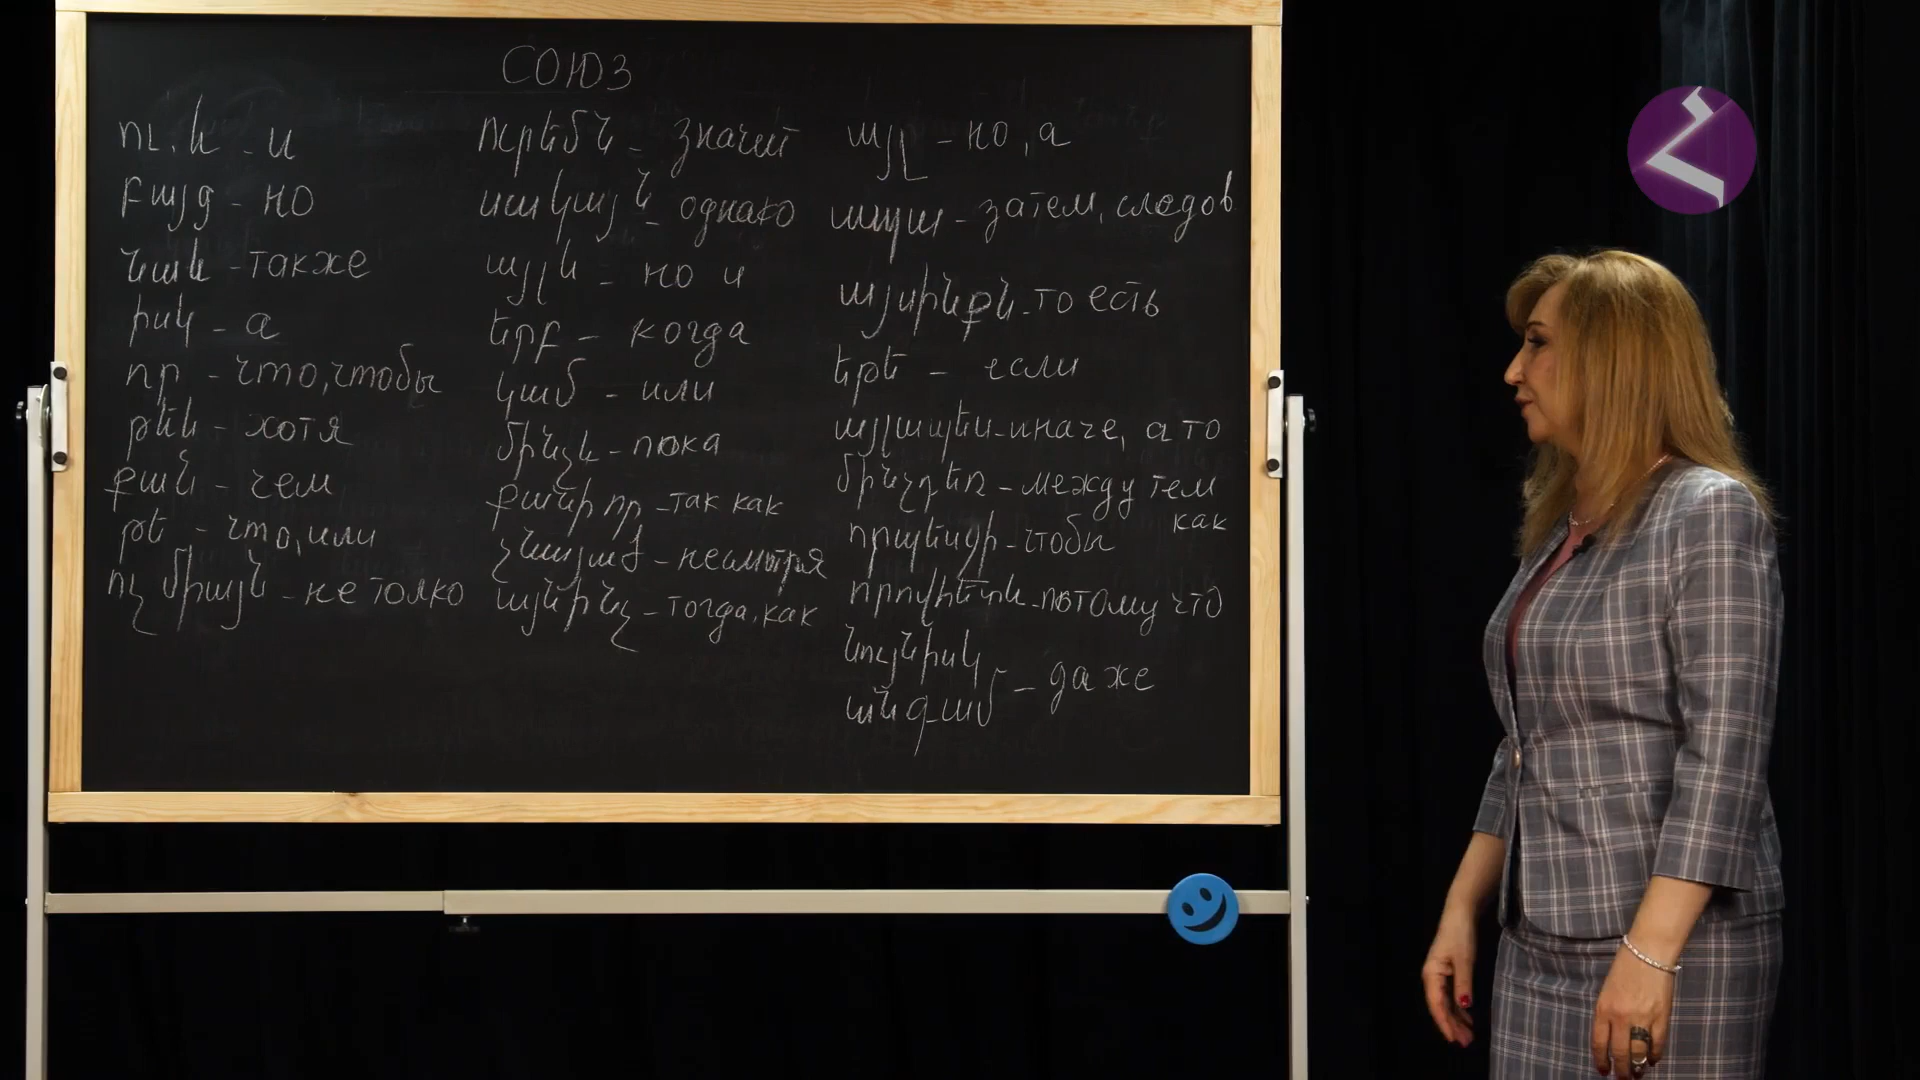 СОЮЗ
ու, և - и
բայց - но
նաև - также
իսկ - а
որ - что, чтобы
թեև - хотя
քան - чем
թե - что, или
ոչ միայն - не толко
ուրեմն - значит
սակայն - однако
այլև - но и
երբ - когда
կամ - или
մինչև - пока
քանի որ - так как
չնայած - несмотря
այնինչ - тогда, как
այլ - но, а
ապա - затем, следов
այսինքն - то есть
եթե - если
այլապես - иначе, а то
մինչդեռ - между тем
как
որպեսզի - чтобы
որովհետև - потому что
նույնիսկ
անգամ - даже